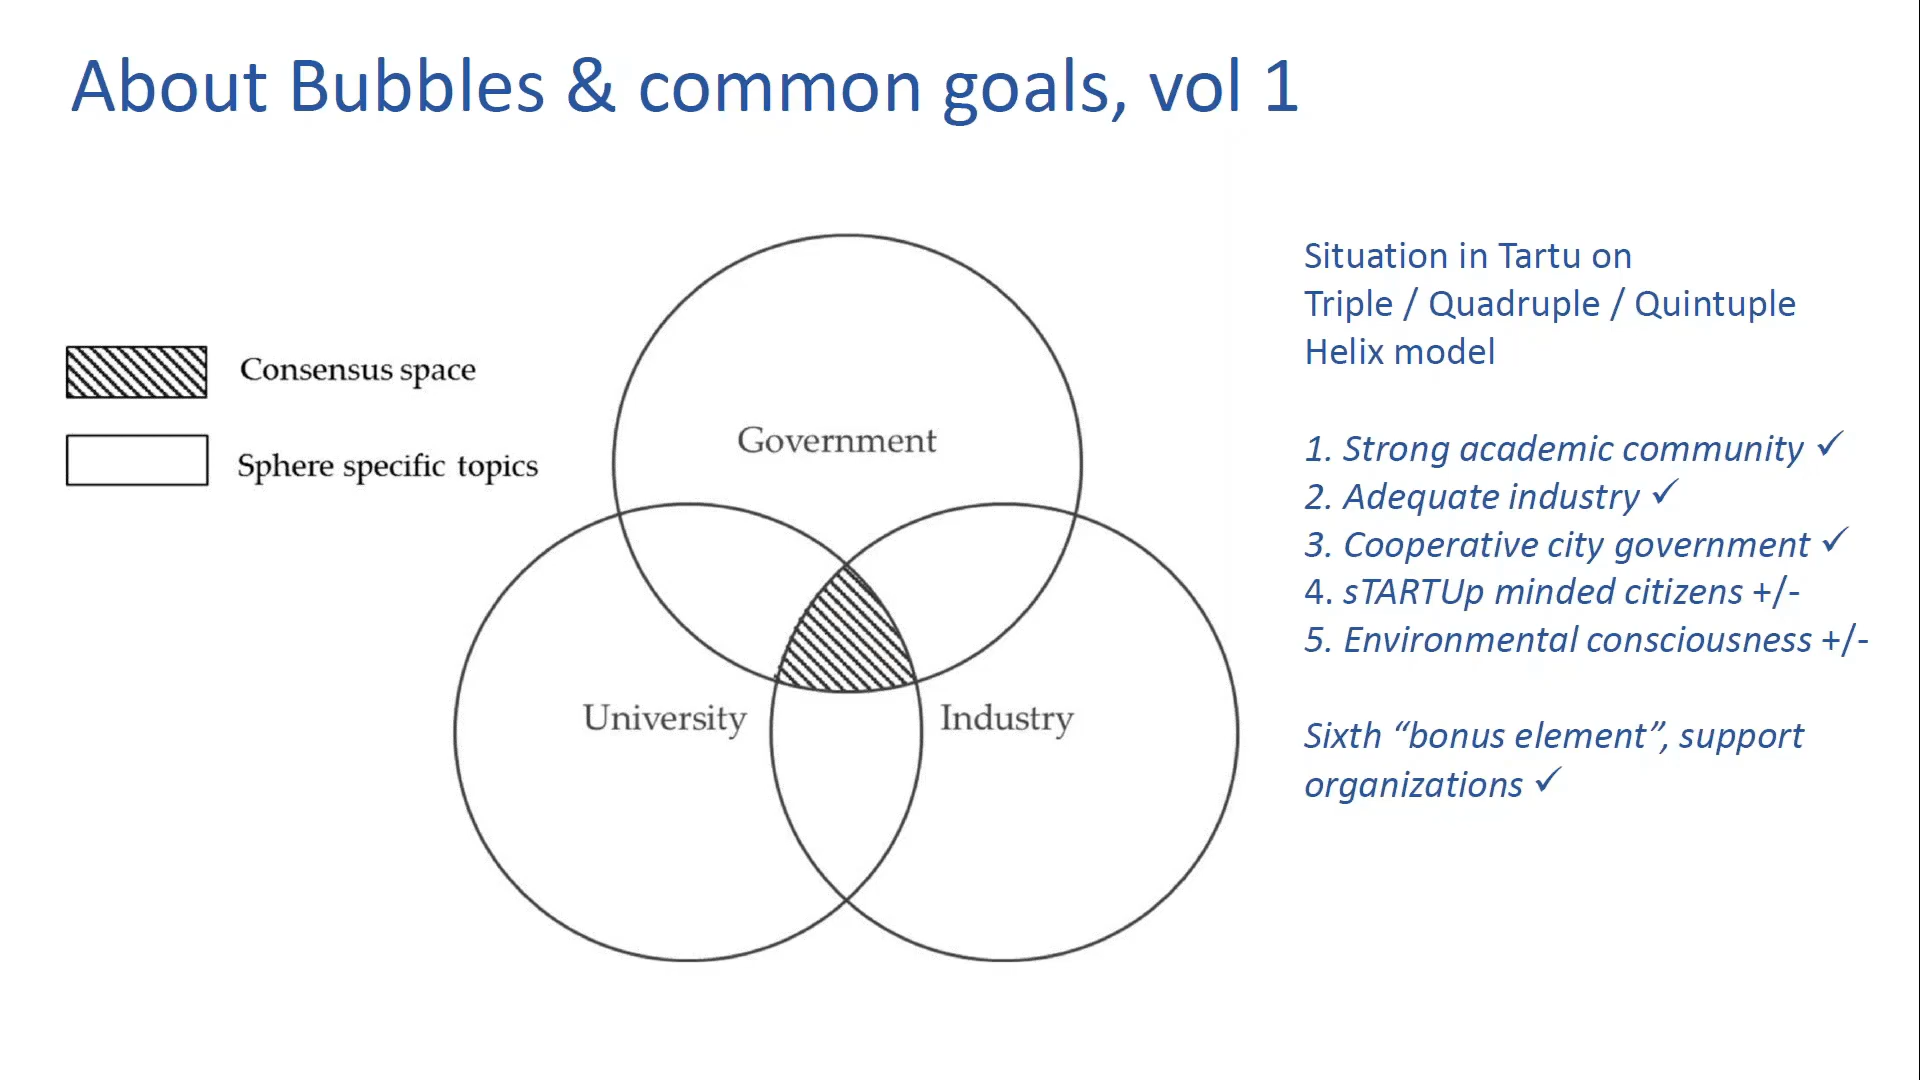 About Bubbles & common goals, vol 1
Consensus space
Sphere specific topics
Government
University
Industry
Situation in Tartu on
Triple / Quadruple / Quintuple
Helix model
1. Strong academic community ✓
2. Adequate industry ✓
3. Cooperative city government ✓
4. sTARTUp minded citizens +/-
5. Environmental consciousness +/-
Sixth “bonus element”, support
organizations ✓